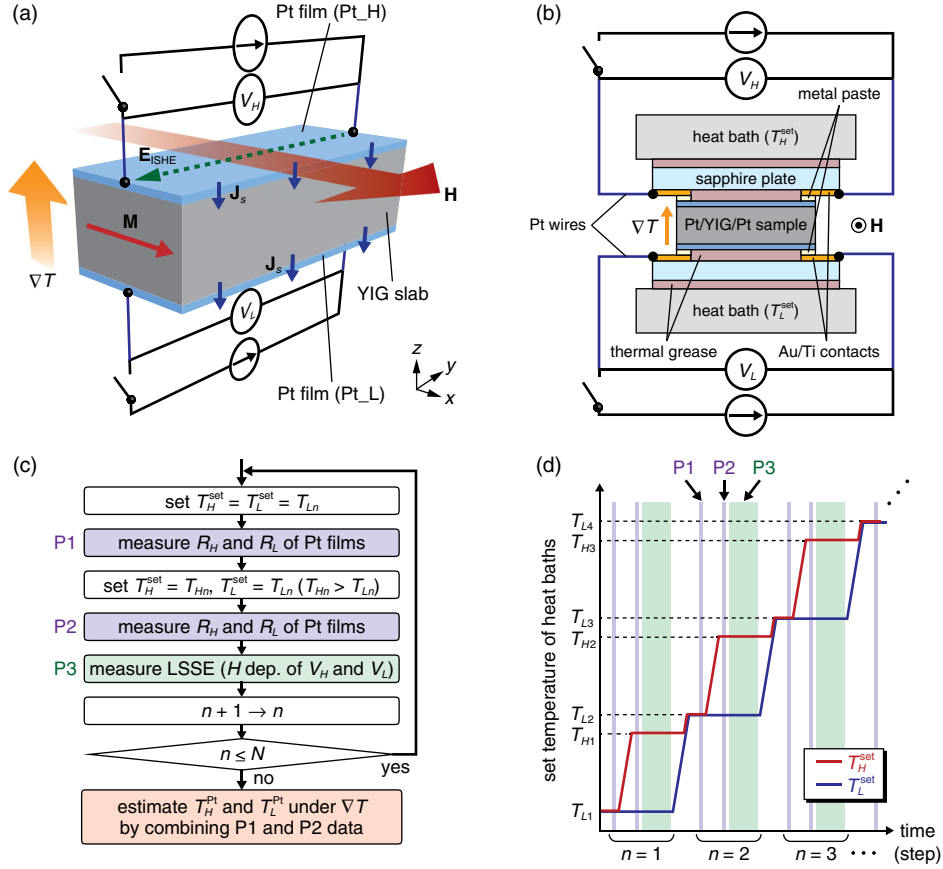 (a)
Pt film (Pt_H)
V_H
E_ISHE
J_s
H
M
∇T
J_s
YIG slab
V_L
Pt film (Pt_L)
z
y
x
(b)
V_H
metal paste
heat bath (T_H^set)
sapphire plate
Pt wires
∇T
Pt/YIG/Pt sample
H
heat bath (T_L^set)
thermal grease
Au/Ti contacts
V_L
(c)
set T_H^set = T_L^set = T_Ln
P1
measure R_H and R_L of Pt films
set T_H^set = T_Hn, T_L^set = T_Ln (T_Hn > T_Ln)
P2
measure R_H and R_L of Pt films
P3
measure LSSE (H dep. of V_H and V_L)
n + 1 → n
n ≤ N
yes
no
estimate T_H^Pt and T_L^Pt under ∇T
by combining P1 and P2 data
(d)
P1 P2 P3
set temperature of heat baths
T_L4
T_H3
T_L3
T_H2
T_L2
T_H1
T_L1
T_H^set
T_L^set
time
(step)
n = 1 n = 2 n = 3 • • •